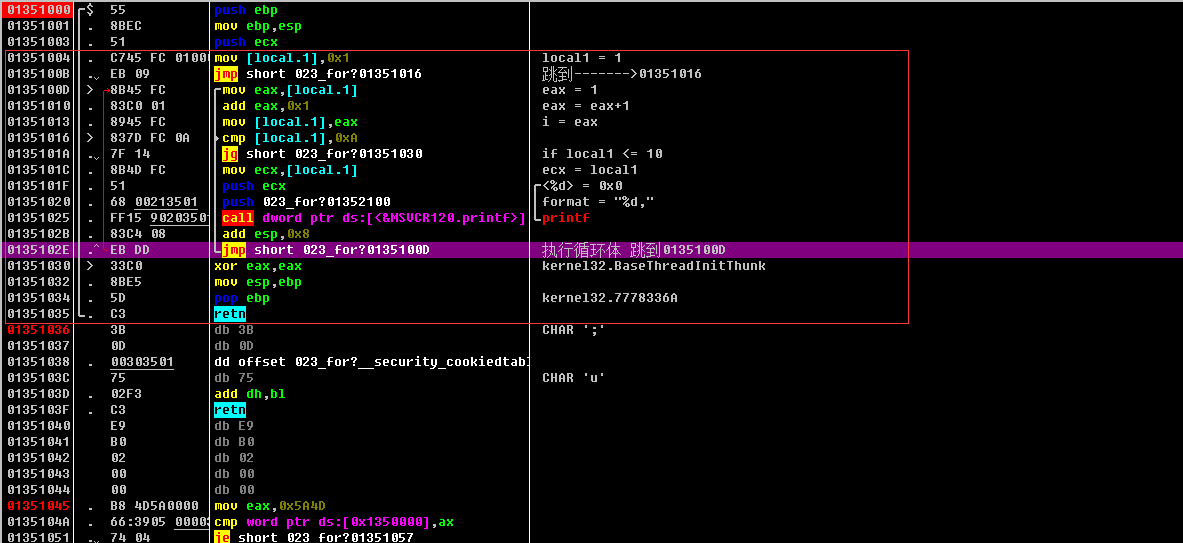 01351000 $ 55 push ebp
01351001 . 8BEC mov ebp,esp
01351003 . 51 push ecx
01351004 . C745 FC 0100 mov [local.1],0x1 local1 = 1
0135100B . EB 09 jmp short 023_for?01351016 跳到------->01351016
0135100D > 8B45 FC mov eax,[local.1] eax = 1
01351010 . 83C0 01 add eax,0x1 eax = eax+1
01351013 . 8945 FC mov [local.1],eax i = eax
01351016 > 837D FC 0A cmp [local.1],0xA
0135101A . 7F 14 jg short 023_for?01351030 if local1 <= 10
0135101C . 8B4D FC mov ecx,[local.1] ecx = local1
0135101F . 51 push ecx <%d> = 0x0
01351020 . 68 00213501 push 023_for?01352100 format = "%d,"
01351025 . FF15 90203501 call dword ptr ds:[<&MSVCR120.printf>] printf
0135102B . 83C4 08 add esp,0x8
0135102E .^ EB DD jmp short 023_for?0135100D 执行循环体 跳到0135100D
01351030 > 33C0 xor eax,eax kernel32.BaseThreadInitThunk
01351032 . 8BE5 mov esp,ebp
01351034 . 5D pop ebp kernel32.7778336A
01351035 . C3 retn
01351036 3B db 3B CHAR ';'
01351037 0D db 0D
01351038 . 00303501 dd offset 023_for?__security_cookiedtabl
0135103C 75 db 75 CHAR 'u'
0135103D . 02F3 add dh,bl
0135103F . C3 retn
01351040 E9 db E9
01351041 B0 db B0
01351042 02 db 02
01351043 00 db 00
01351044 00 db 00
01351045 . B8 4D5A0000 mov eax,0x5A4D
0135104A . 66:3905 0000 cmp word ptr ds:[0x1350000],ax
01351051 . 74 04 je short 023_for?01351057